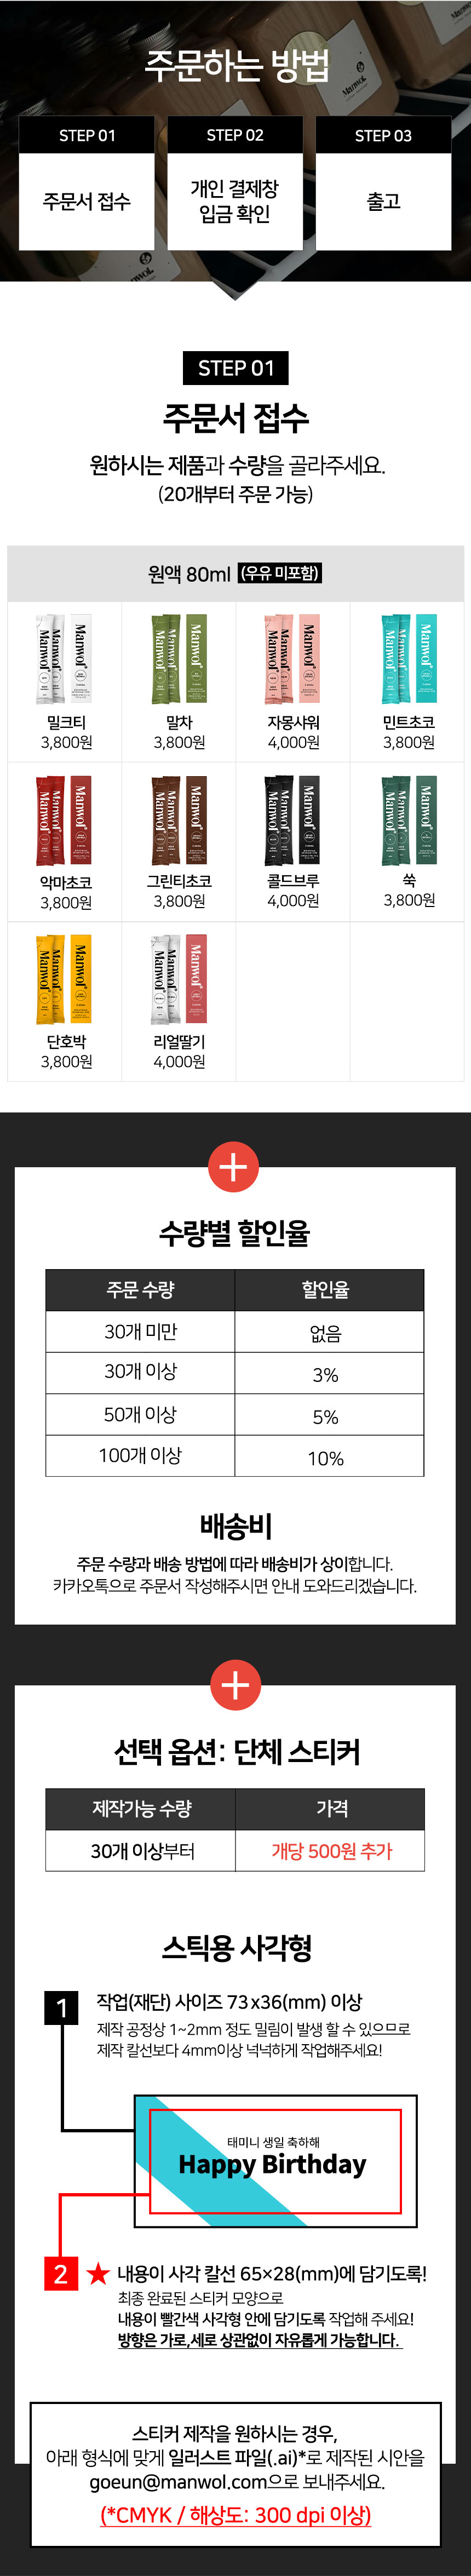 주문하는 방법
STEP 01
주문서 접수
STEP 02
개인 결제창
입금 확인
STEP 03
출고
STEP 01
주문서 접수
원하시는 제품과 수량을 골라주세요.
(20개부터 주문 가능)
원액 80ml (우유 미포함)
Manwol
밀크티
3,800원
Manwol
말차
3,800원
Manwol
자몽샤워
4,000원
Manwol
민트초코
3,800원
Manwol
악마초코
3,800원
Manwol
그린티초코
3,800원
Manwol
콜드브루
4,000원
Manwol
쑥
3,800원
Manwol
단호박
3,800원
Manwol
리얼딸기
4,000원
수량별 할인율
주문 수량 할인율
30개 미만 없음
30개 이상 3%
50개 이상 5%
100개 이상 10%
배송비
주문 수량과 배송 방법에 따라 배송비가 상이합니다.
카카오톡으로 주문서 작성해주시면 안내 도와드리겠습니다.
선택 옵션: 단체 스티커
제작가능 수량 가격
30개 이상부터 개당 500원 추가
스틱용 사각형
1 작업(재단) 사이즈 73x36(mm) 이상
제작 공정상 1~2mm 정도 밀림이 발생 할 수 있으므로
제작 칼선보다 4mm이상 넉넉하게 작업해주세요!
태미니 생일 축하해
Happy Birthday
2 ★ 내용이 사각 칼선 65×28(mm)에 담기도록!
최종 완료된 스티커 모양으로
내용이 빨간색 사각형 안에 담기도록 작업해 주세요!
방향은 가로,세로 상관없이 자유롭게 가능합니다.
스티커 제작을 원하시는 경우,
아래 형식에 맞게 일러스트 파일(.ai)*로 제작된 시안을
goeun@manwol.com으로 보내주세요.
(*CMYK / 해상도: 300 dpi 이상)